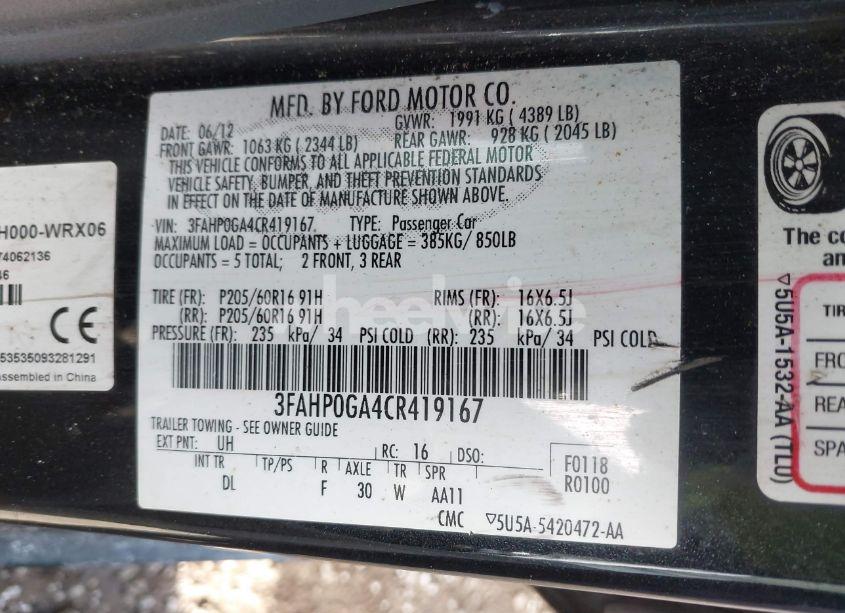 MFD. BY FORD MOTOR CO.
DATE: 06/12 GVWR: 1991 KG ( 4389 LB)
FRONT GAWR: 1063 KG ( 2344 LB) REAR GAWR: 928 KG ( 2045 LB)
THIS VEHICLE CONFORMS TO ALL APPLICABLE FEDERAL MOTOR
VEHICLE SAFETY, BUMPER, AND THEFT PREVENTION STANDARDS
IN EFFECT ON THE DATE OF MANUFACTURE SHOWN ABOVE.
VIN: 3FAHP0GA4CR419167 TYPE: Passenger Car
MAXIMUM LOAD = OCCUPANTS + LUGGAGE = 385KG/ 850LB
OCCUPANTS = 5 TOTAL; 2 FRONT, 3 REAR
TIRE (FR): P205/60R16 91H RIMS (FR): 16X6.5J
(RR): P205/60R16 91H (RR): 16X6.5J
PRESSURE (FR): 235 kPa/ 34 PSI COLD (RR): 235 kPa/ 34 PSI COLD
3FAHP0GA4CR419167
TRAILER TOWING - SEE OWNER GUIDE
EXT PNT: UH RC: 16 DSO:
INT TR TP/PS R AXLE TR SPR
DL F 30 W AA11
F0118
R0100
CMC ▽5U5A-5420472-AA
H000-WRX06
74062136
46
CE
53535093281291
assembled in China
The co
an
▽5U5A-1532-AA (TLU)
TIR
FRO
REA
SPA